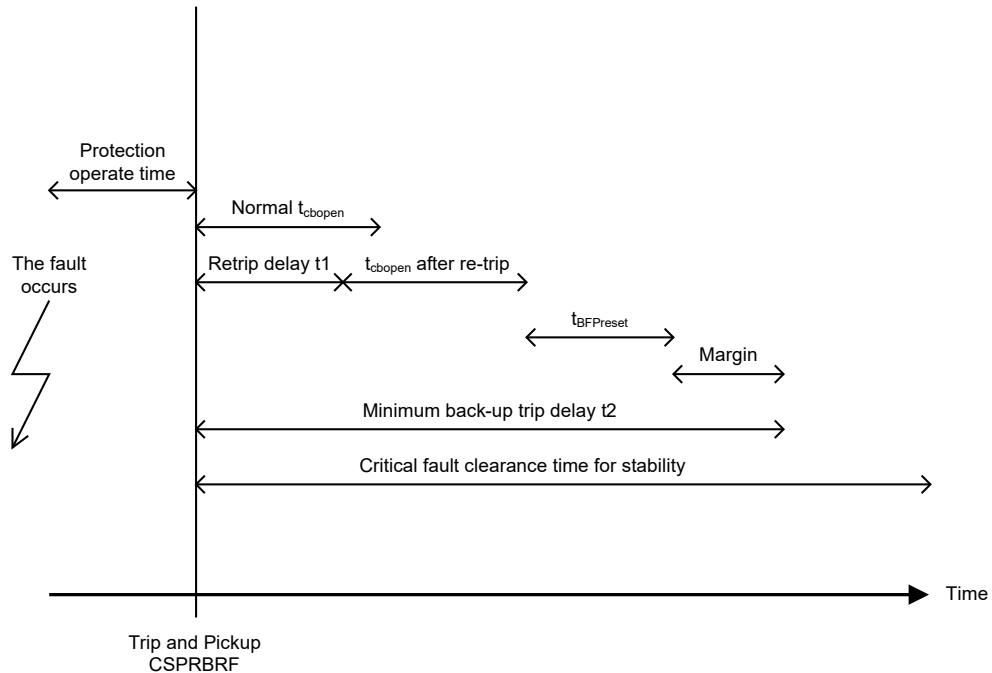 Protection
operate time
Normal tcbopen
The fault
occurs
Retrip delay t1
tcbopen after re-trip
tBFPreset
Margin
Minimum back-up trip delay t2
Critical fault clearance time for stability
Time
Trip and Pickup
CSPRBRF